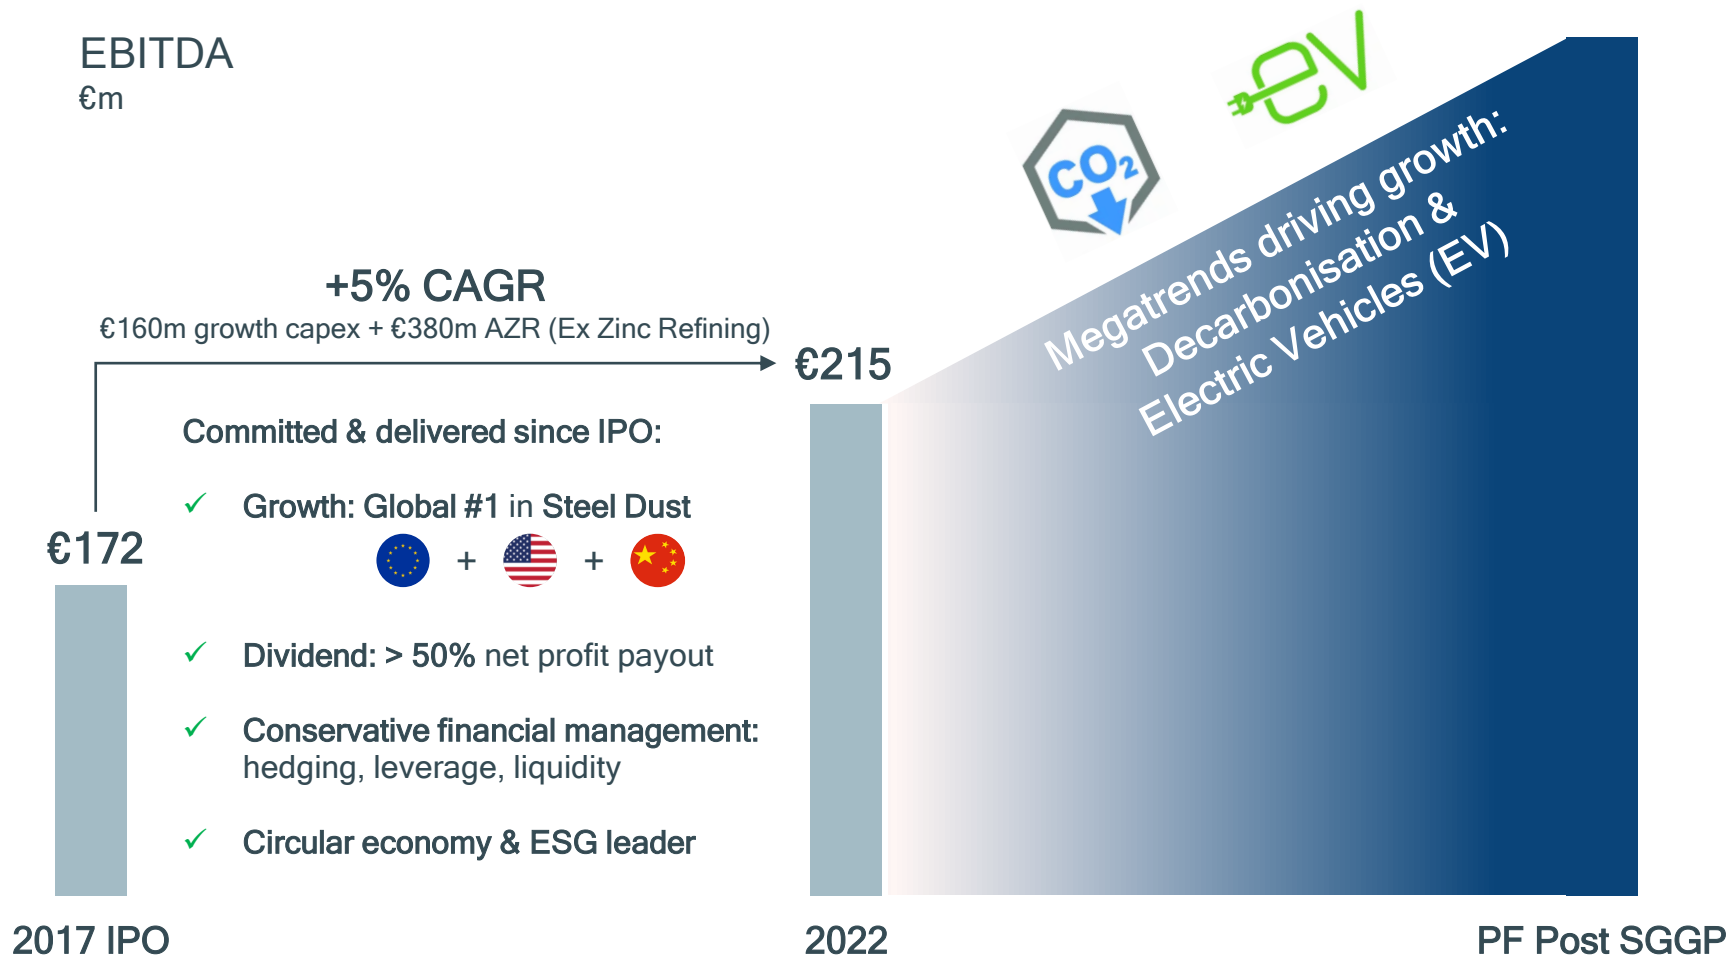 EBITDA
€m
CO2
eV
Megatrends driving growth:
Decarbonisation &
Electric Vehicles (EV)
+5% CAGR
€160m growth capex + €380m AZR (Ex Zinc Refining)
€215
Committed & delivered since IPO:
✓ Growth: Global #1 in Steel Dust
+ +
€172
✓ Dividend: > 50% net profit payout
✓ Conservative financial management:
hedging, leverage, liquidity
✓ Circular economy & ESG leader
2017 IPO
2022
PF Post SGGP